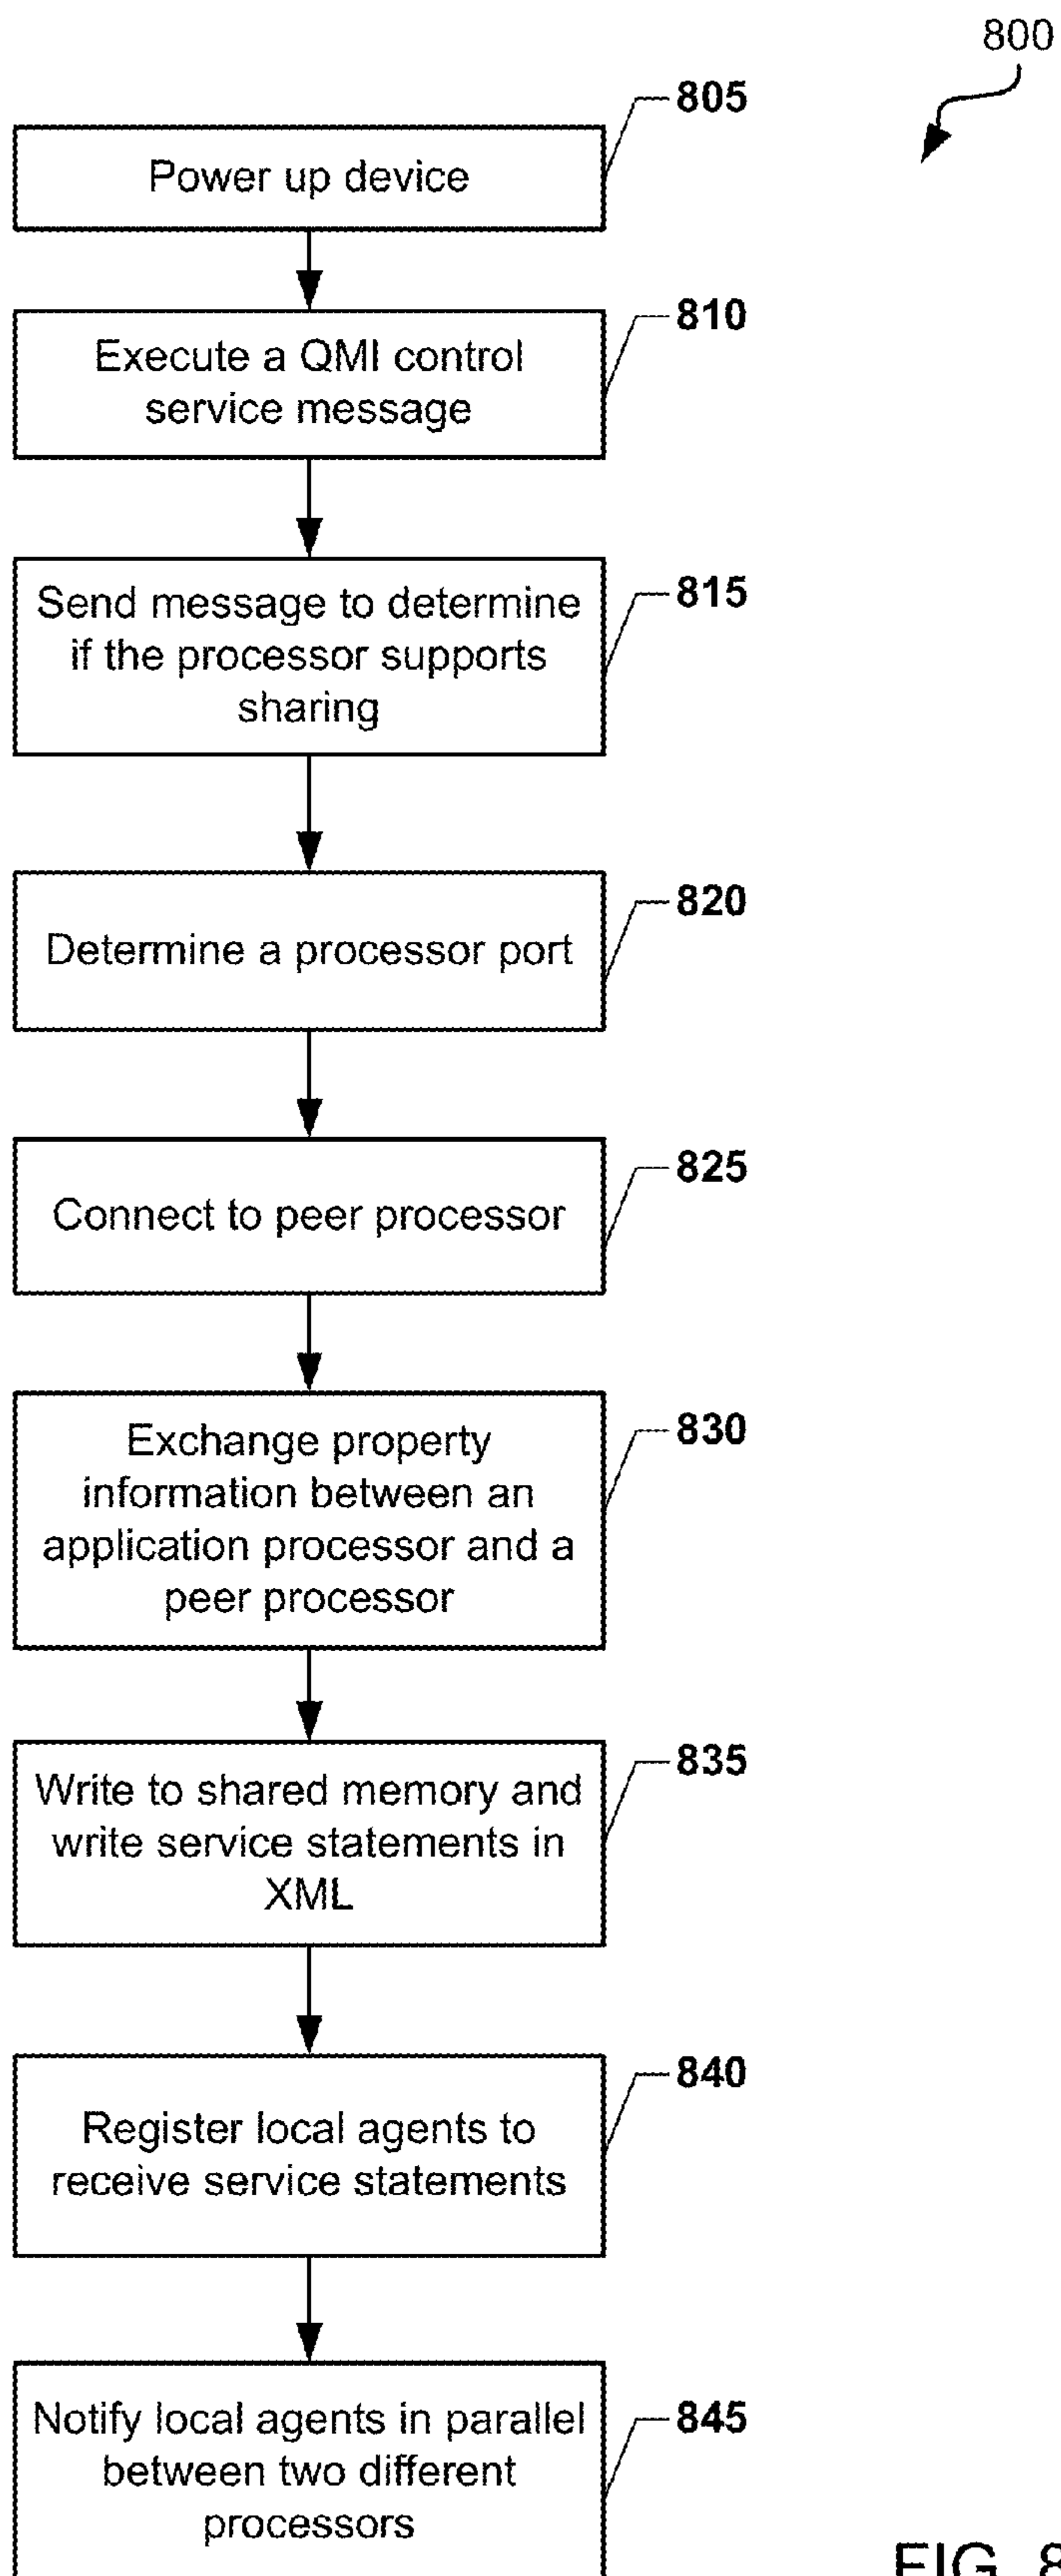 800
805
Power up device
810
Execute a QMI control
service message
815
Send message to determine
if the processor supports
sharing
820
Determine a processor port
825
Connect to peer processor
830
Exchange property
information between an
application processor and a
peer processor
835
Write to shared memory and
write service statements in
XML
840
Register local agents to
receive service statements
845
Notify local agents in parallel
between two different
processors
FIG. 8